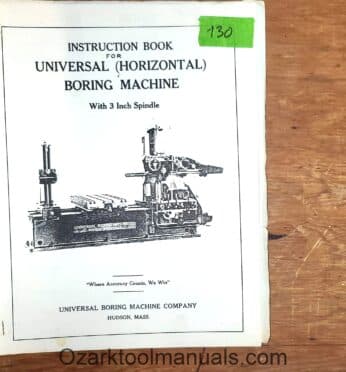 130
INSTRUCTION BOOK
FOR
UNIVERSAL (HORIZONTAL)
BORING MACHINE
With 3 Inch Spindle
"Where Accuracy Counts, We Win"
UNIVERSAL BORING MACHINE COMPANY
HUDSON, MASS.
Ozarktoolmanuals.com